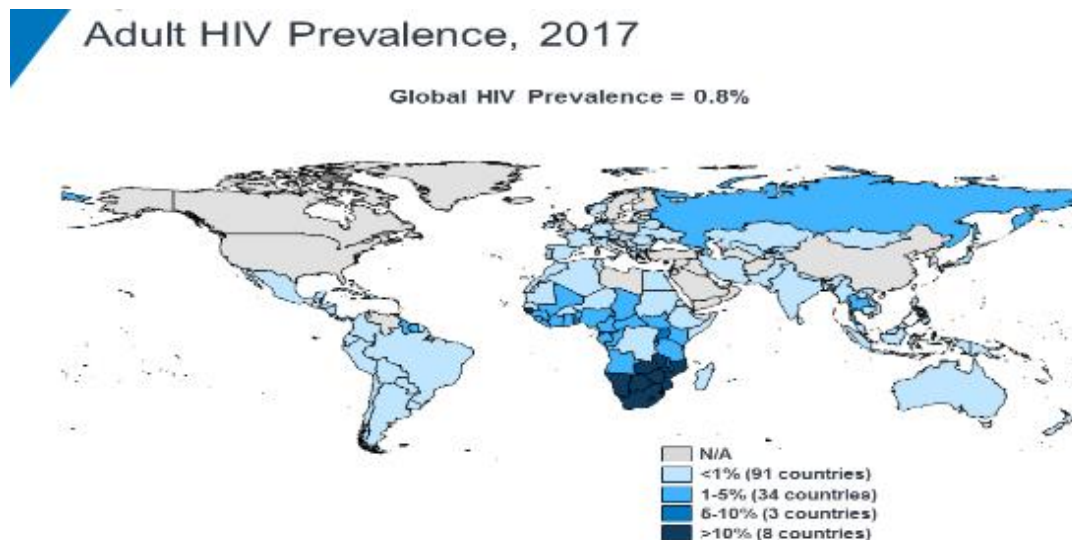 Adult HIV Prevalence, 2017
Global HIV Prevalence = 0.8%
N/A
<1% (91 countries)
1-5% (34 countries)
5-10% (3 countries)
>10% (8 countries)